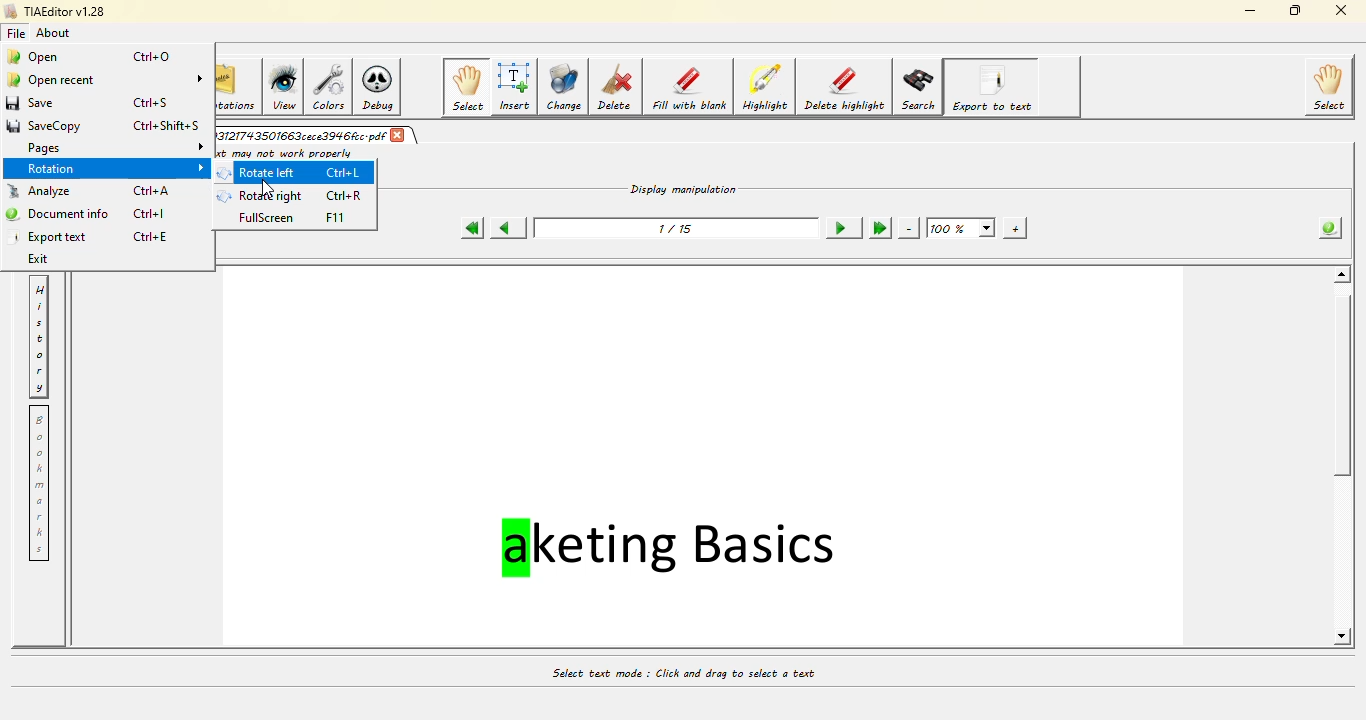 TIAEditor v1.28
File About
Open Ctrl+O
Open recent
Save Ctrl+S
SaveCopy Ctrl+Shift+S
Pages
Rotation
Analyze Ctrl+A
Document info Ctrl+I
Export text Ctrl+E
Exit
Rotate left Ctrl+L
Rotate right Ctrl+R
FullScreen F11
tations View Colors Debug Select Insert Change Delete Fill with blank Highlight Delete highlight Search Export to text Select
3121743501663cece3946fcc.pdf
xt may not work properly
Display manipulation
1 / 15
- 100 % +
History
Bookmarks
aketing Basics
Select text mode : Click and drag to select a text